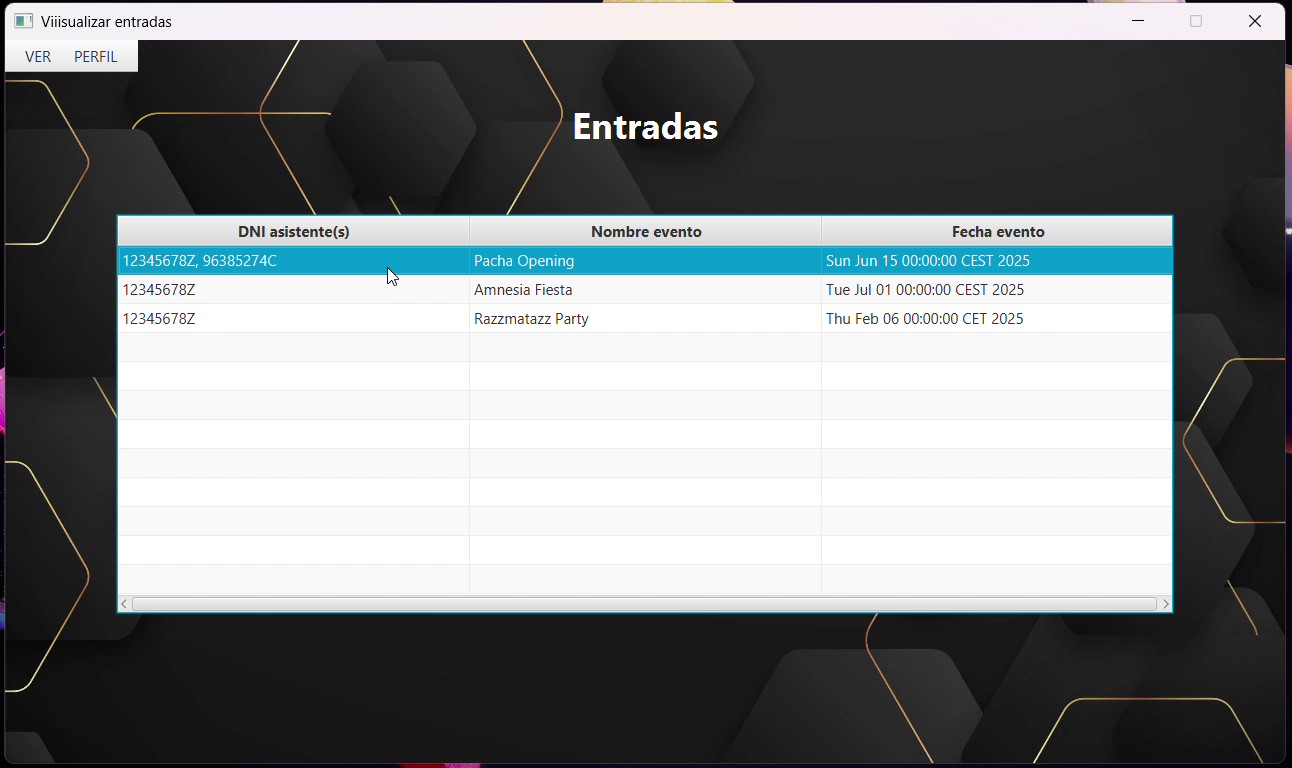 Viiisualizar entradas
VER PERFIL
Entradas
DNI asistente(s) Nombre evento Fecha evento
12345678Z, 96385274C Pacha Opening Sun Jun 15 00:00:00 CEST 2025
12345678Z Amnesia Fiesta Tue Jul 01 00:00:00 CEST 2025
12345678Z Razzmatazz Party Thu Feb 06 00:00:00 CET 2025